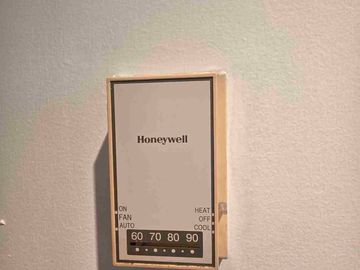 Honeywell
ON HEAT
FAN OFF
AUTO COOL
60 70 80 90